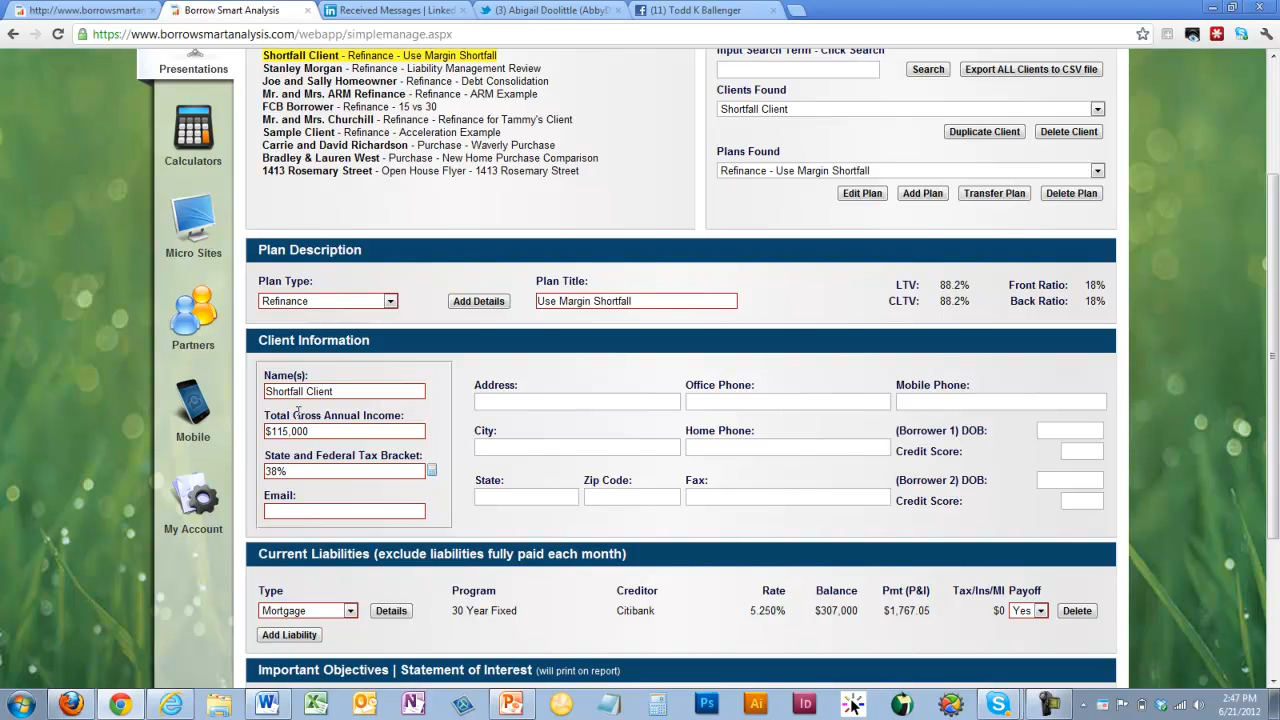 http://www.borrowsmartana
Borrow Smart Analysis
Received Messages | Linked
(3) Abigail Doolittle (AbbyD
(11) Todd K Ballenger
https://www.borrowsmartanalysis.com/webapp/simplemanage.aspx
Presentations
Calculators
Micro Sites
Partners
Mobile
My Account
Shortfall Client - Refinance - Use Margin Shortfall
Stanley Morgan - Refinance - Liability Management Review
Joe and Sally Homeowner - Refinance - Debt Consolidation
Mr. and Mrs. ARM Refinance - Refinance - ARM Example
FCB Borrower - Refinance - 15 vs 30
Mr. and Mrs. Churchill - Refinance - Refinance for Tammy's Client
Sample Client - Refinance - Acceleration Example
Carrie and David Richardson - Purchase - Waverly Purchase
Bradley & Lauren West - Purchase - New Home Purchase Comparison
1413 Rosemary Street - Open House Flyer - 1413 Rosemary Street
Input Search Term - Click Search
Search Export ALL Clients to CSV file
Clients Found
Shortfall Client
Duplicate Client Delete Client
Plans Found
Refinance - Use Margin Shortfall
Edit Plan Add Plan Transfer Plan Delete Plan
Plan Description
Plan Type: Plan Title:
LTV: 88.2% Front Ratio: 18%
Refinance Add Details Use Margin Shortfall CLTV: 88.2% Back Ratio: 18%
Client Information
Name(s):
Shortfall Client
Total Gross Annual Income:
$115,000
State and Federal Tax Bracket:
38%
Email:
Address: Office Phone: Mobile Phone:
City: Home Phone: (Borrower 1) DOB:
Credit Score:
State: Zip Code: Fax: (Borrower 2) DOB:
Credit Score:
Current Liabilities (exclude liabilities fully paid each month)
Type Program Creditor Rate Balance Pmt (P&I) Tax/Ins/MI Payoff
Mortgage Details 30 Year Fixed Citibank 5.250% $307,000 $1,767.05 $0 Yes Delete
Add Liability
Important Objectives | Statement of Interest (will print on report)
2:47 PM
6/21/2012